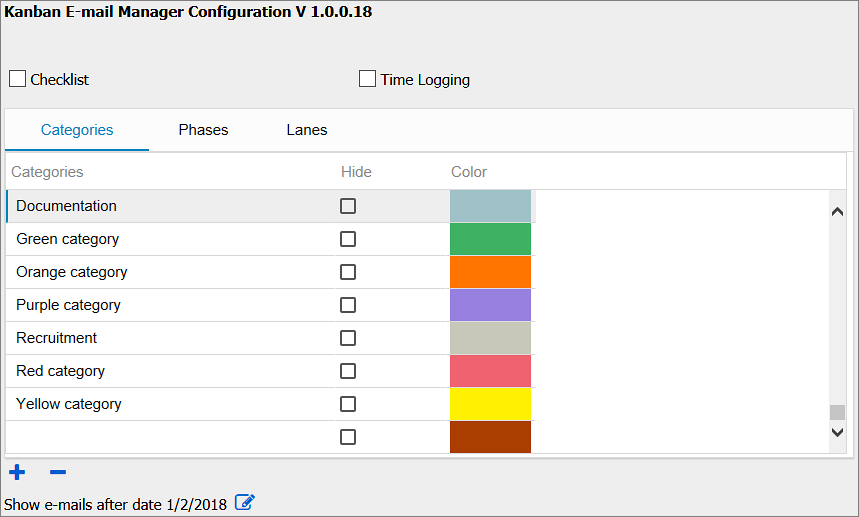 Kanban E-mail Manager Configuration V 1.0.0.18
Checklist Time Logging
Categories Phases Lanes
Categories Hide Color
Documentation
Green category
Orange category
Purple category
Recruitment
Red category
Yellow category
Show e-mails after date 1/2/2018